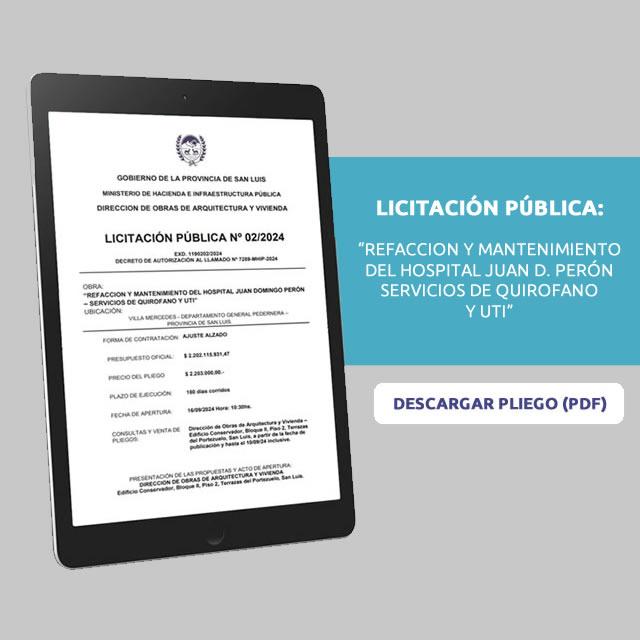 GOBIERNO DE LA PROVINCIA DE SAN LUIS
MINISTERIO DE HACIENDA E INFRAESTRUCTURA PÚBLICA
DIRECCION DE OBRAS DE ARQUITECTURA Y VIVIENDA
LICITACIÓN PÚBLICA Nº 02/2024
EXD. 1190202/2024
DECRETO DE AUTORIZACIÓN AL LLAMADO Nº 7289-MHIP-2024
OBRA:
“REFACCION Y MANTENIMIENTO DEL HOSPITAL JUAN DOMINGO PERÓN
– SERVICIOS DE QUIROFANO Y UTI”
UBICACIÓN:
VILLA MERCEDES - DEPARTAMENTO GENERAL PEDERNERA –
PROVINCIA DE SAN LUIS
FORMA DE CONTRATACIÓN: AJUSTE ALZADO
PRESUPUESTO OFICIAL: $ 2.202.115.931,47
PRECIO DEL PLIEGO $ 2.203.000,00.-
PLAZO DE EJECUCIÓN: 180 días corridos
FECHA DE APERTURA: 16/09/2024 Hora: 10:30hs.
CONSULTAS Y VENTA DE PLIEGOS: Dirección de Obras de Arquitectura y Vivienda –
Edificio Conservador, Bloque II, Piso 2, Terrazas
del Portezuelo, San Luis, a partir de la fecha de
publicación y hasta el 10/09/24 inclusive.
PRESENTACIÓN DE LAS PROPUESTAS Y ACTO DE APERTURA:
DIRECCION DE OBRAS DE ARQUITECTURA Y VIVIENDA
Edificio Conservador, Bloque II, Piso 2, Terrazas del Portezuelo, San Luis.
LICITACIÓN PÚBLICA:
“REFACCION Y MANTENIMIENTO
DEL HOSPITAL JUAN D. PERÓN
SERVICIOS DE QUIROFANO
Y UTI”
DESCARGAR PLIEGO (PDF)